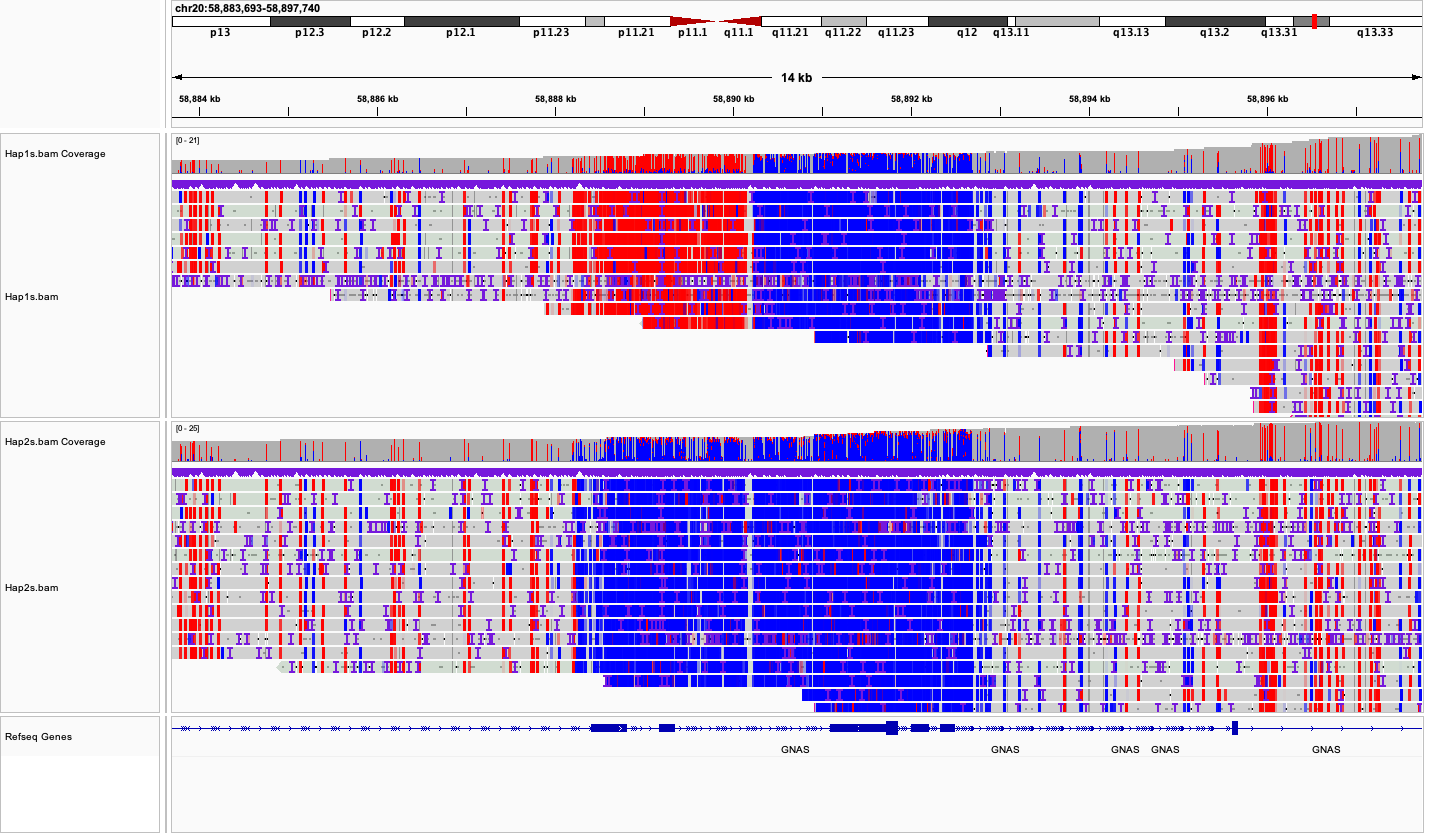 chr20:58,883,693-58,897,740
p13 p12.3 p12.2 p12.1 p11.23 p11.21 p11.1 q11.1 q11.21 q11.22 q11.23 q12 q13.11 q13.13 q13.2 q13.31 q13.33
14 kb
58,884 kb 58,886 kb 58,888 kb 58,890 kb 58,892 kb 58,894 kb 58,896 kb
[0 - 21]
Hap1s.bam Coverage
Hap1s.bam
[0 - 25]
Hap2s.bam Coverage
Hap2s.bam
Refseq Genes
GNAS GNAS GNAS GNAS GNAS